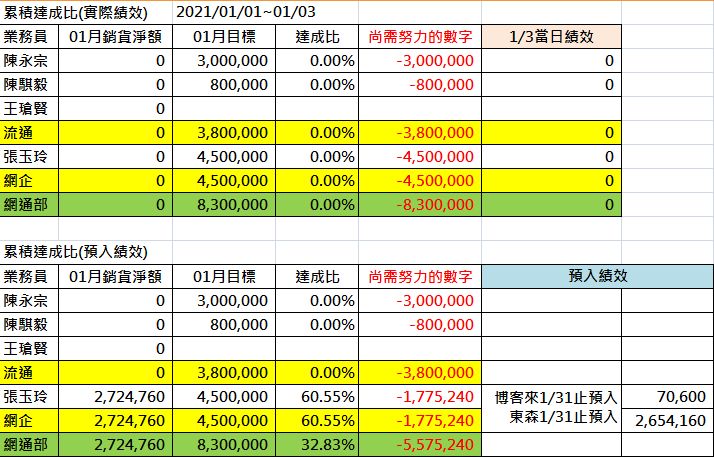 累積達成比(實際績效) 2021/01/01~01/03
業務員 01月銷貨淨額 01月目標 達成比 尚需努力的數字 1/3當日績效
陳永宗 0 3,000,000 0.00% -3,000,000 0
陳騏毅 0 800,000 0.00% -800,000 0
王瑲賢 0
流通 0 3,800,000 0.00% -3,800,000 0
張玉玲 0 4,500,000 0.00% -4,500,000 0
網企 0 4,500,000 0.00% -4,500,000 0
網通部 0 8,300,000 0.00% -8,300,000 0
累積達成比(預入績效)
業務員 01月銷貨淨額 01月目標 達成比 尚需努力的數字 預入績效
陳永宗 0 3,000,000 0.00% -3,000,000
陳騏毅 0 800,000 0.00% -800,000
王瑲賢 0
流通 0 3,800,000 0.00% -3,800,000
張玉玲 2,724,760 4,500,000 60.55% -1,775,240 博客來1/31止預入 70,600
網企 2,724,760 4,500,000 60.55% -1,775,240 東森1/31止預入 2,654,160
網通部 2,724,760 8,300,000 32.83% -5,575,240